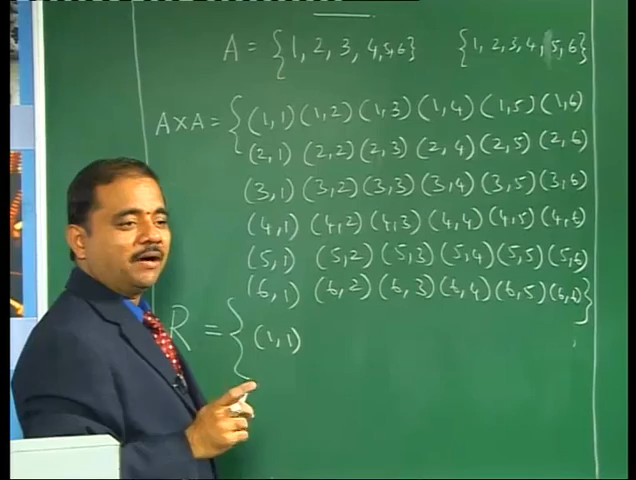 A = {1, 2, 3, 4,5,6} {1, 2, 3, 4, 5, 6}
A×A = {(1,1) (1,2) (1,3) (1,4) (1,5) (1,6)
(2,1) (2,2) (2,3) (2,4) (2,5) (2,6)
(3,1) (3,2) (3,3) (3,4) (3,5) (3,6)
(4,1) (4,2) (4,3) (4,4) (4,5) (4,6)
(5,1) (5,2) (5,3) (5,4) (5,5) (5,6)
(6,1) (6,2) (6,3) (6,4) (6,5) (6,6)}
R = { (1,1)